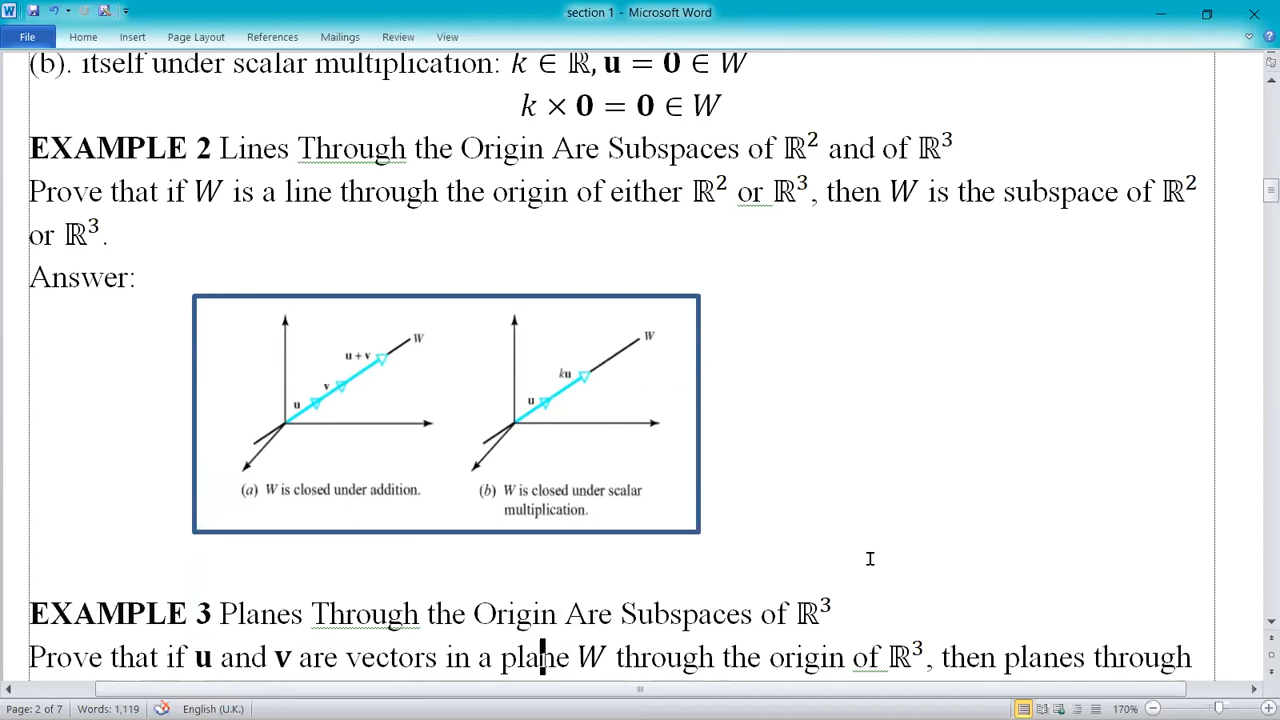 section 1 - Microsoft Word
File Home Insert Page Layout References Mailings Review View
(b). itself under scalar multiplication: k ∈ ℝ, u = 0 ∈ W
k × 0 = 0 ∈ W
EXAMPLE 2 Lines Through the Origin Are Subspaces of ℝ² and of ℝ³
Prove that if W is a line through the origin of either ℝ² or ℝ³, then W is the subspace of ℝ²
or ℝ³.
Answer:
W
u + v
v
u
(a) W is closed under addition.
W
ku
u
(b) W is closed under scalar
multiplication.
EXAMPLE 3 Planes Through the Origin Are Subspaces of ℝ³
Prove that if u and v are vectors in a plane W through the origin of ℝ³, then planes through
Page: 2 of 7 Words: 1,119 English (U.K.) 170%